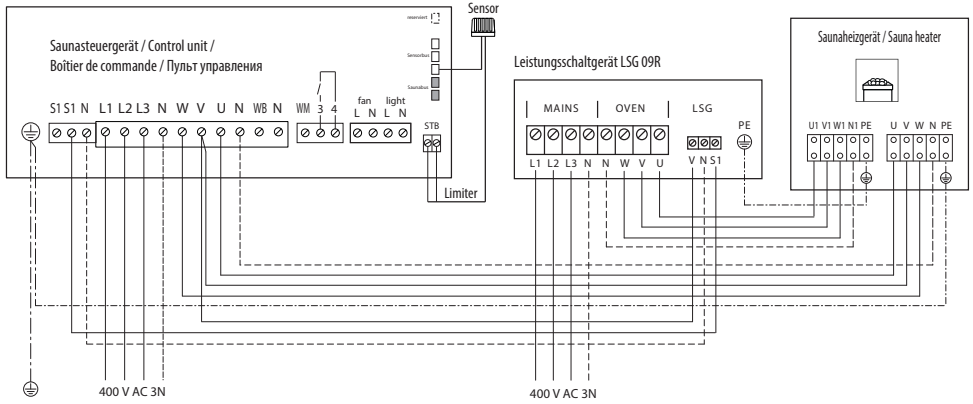 Sensor
reserviert
Saunasteuergerät / Control unit /
Boîtier de commande / Пульт управления
Sensorbus
Saunabus
S1 S1 N L1 L2 L3 N W V U N WB N WM 3 4
fan light
L N L N
STB
Limiter
Leistungsschaltgerät LSG 09R
MAINS OVEN LSG PE
L1 L2 L3 N N W V U V N S1
Saunaheizgerät / Sauna heater
U1 V1 W1 N1 PE U V W N PE
400 V AC 3N
400 V AC 3N